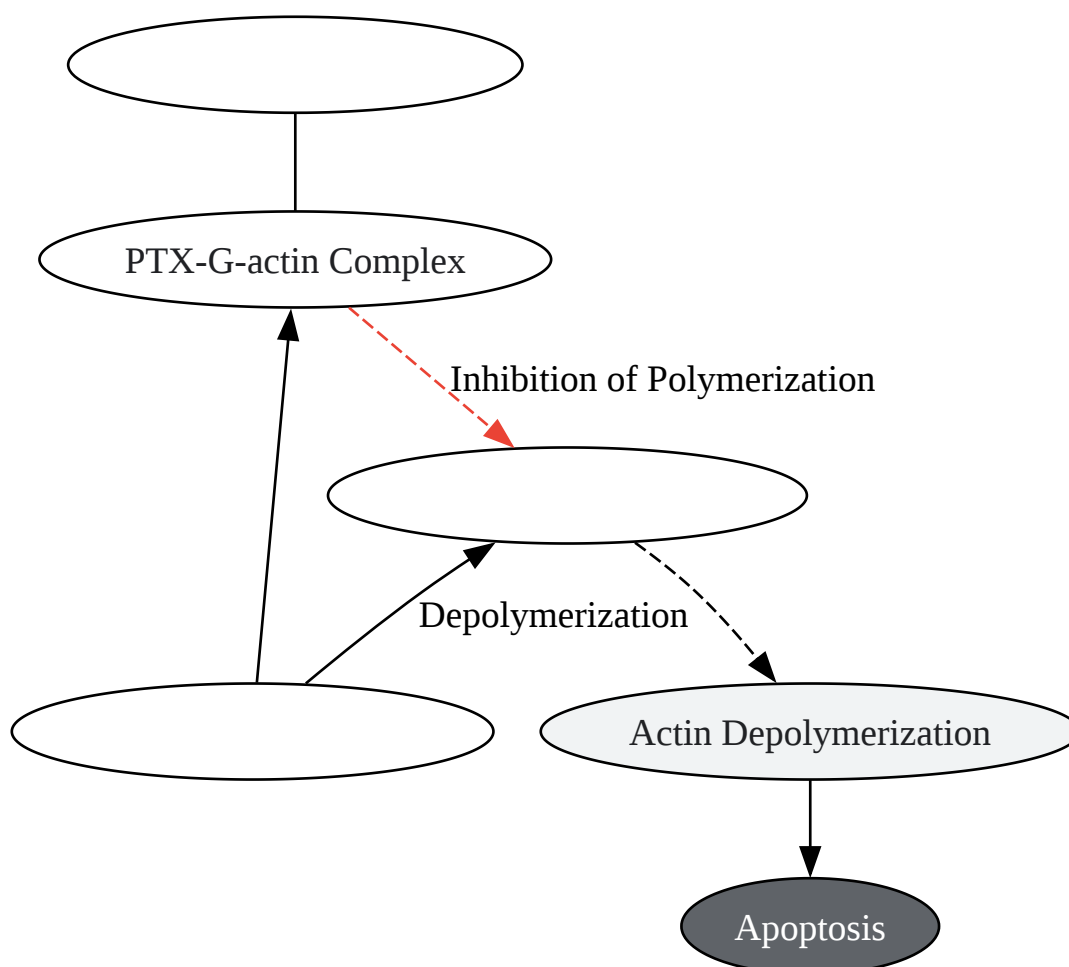 PTX-G-actin Complex
Inhibition of Polymerization
Depolymerization
Actin Depolymerization
Apoptosis